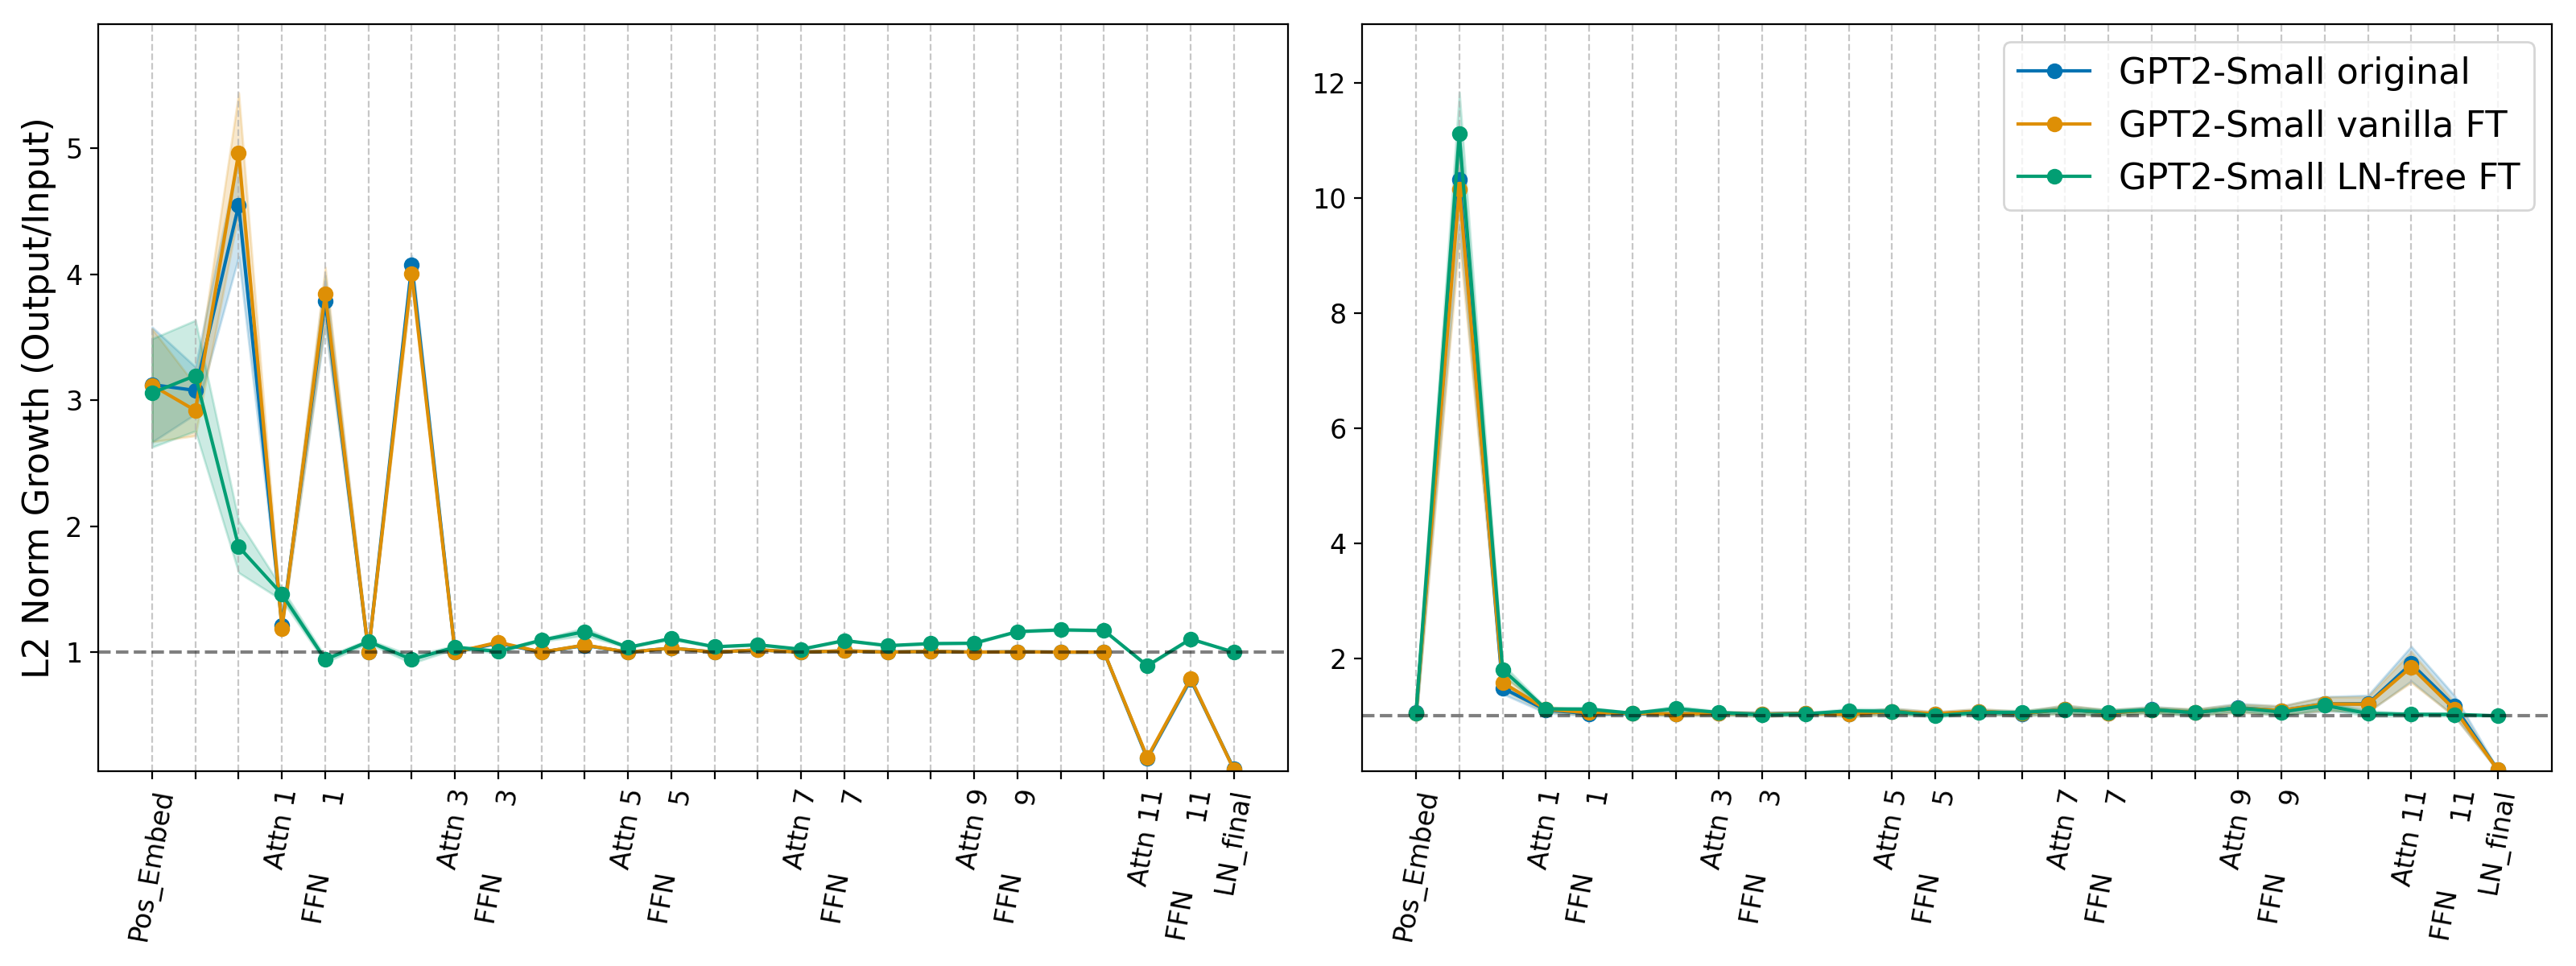 L2 Norm Growth (Output/Input)
5
4
3
2
1
Pos_Embed
Attn 1
FFN 1
Attn 3
FFN 3
Attn 5
FFN 5
Attn 7
FFN 7
Attn 9
FFN 9
Attn 11
FFN 11
LN_final
12
10
8
6
4
2
GPT2-Small original
GPT2-Small vanilla FT
GPT2-Small LN-free FT
Pos_Embed
Attn 1
FFN 1
Attn 3
FFN 3
Attn 5
FFN 5
Attn 7
FFN 7
Attn 9
FFN 9
Attn 11
FFN 11
LN_final